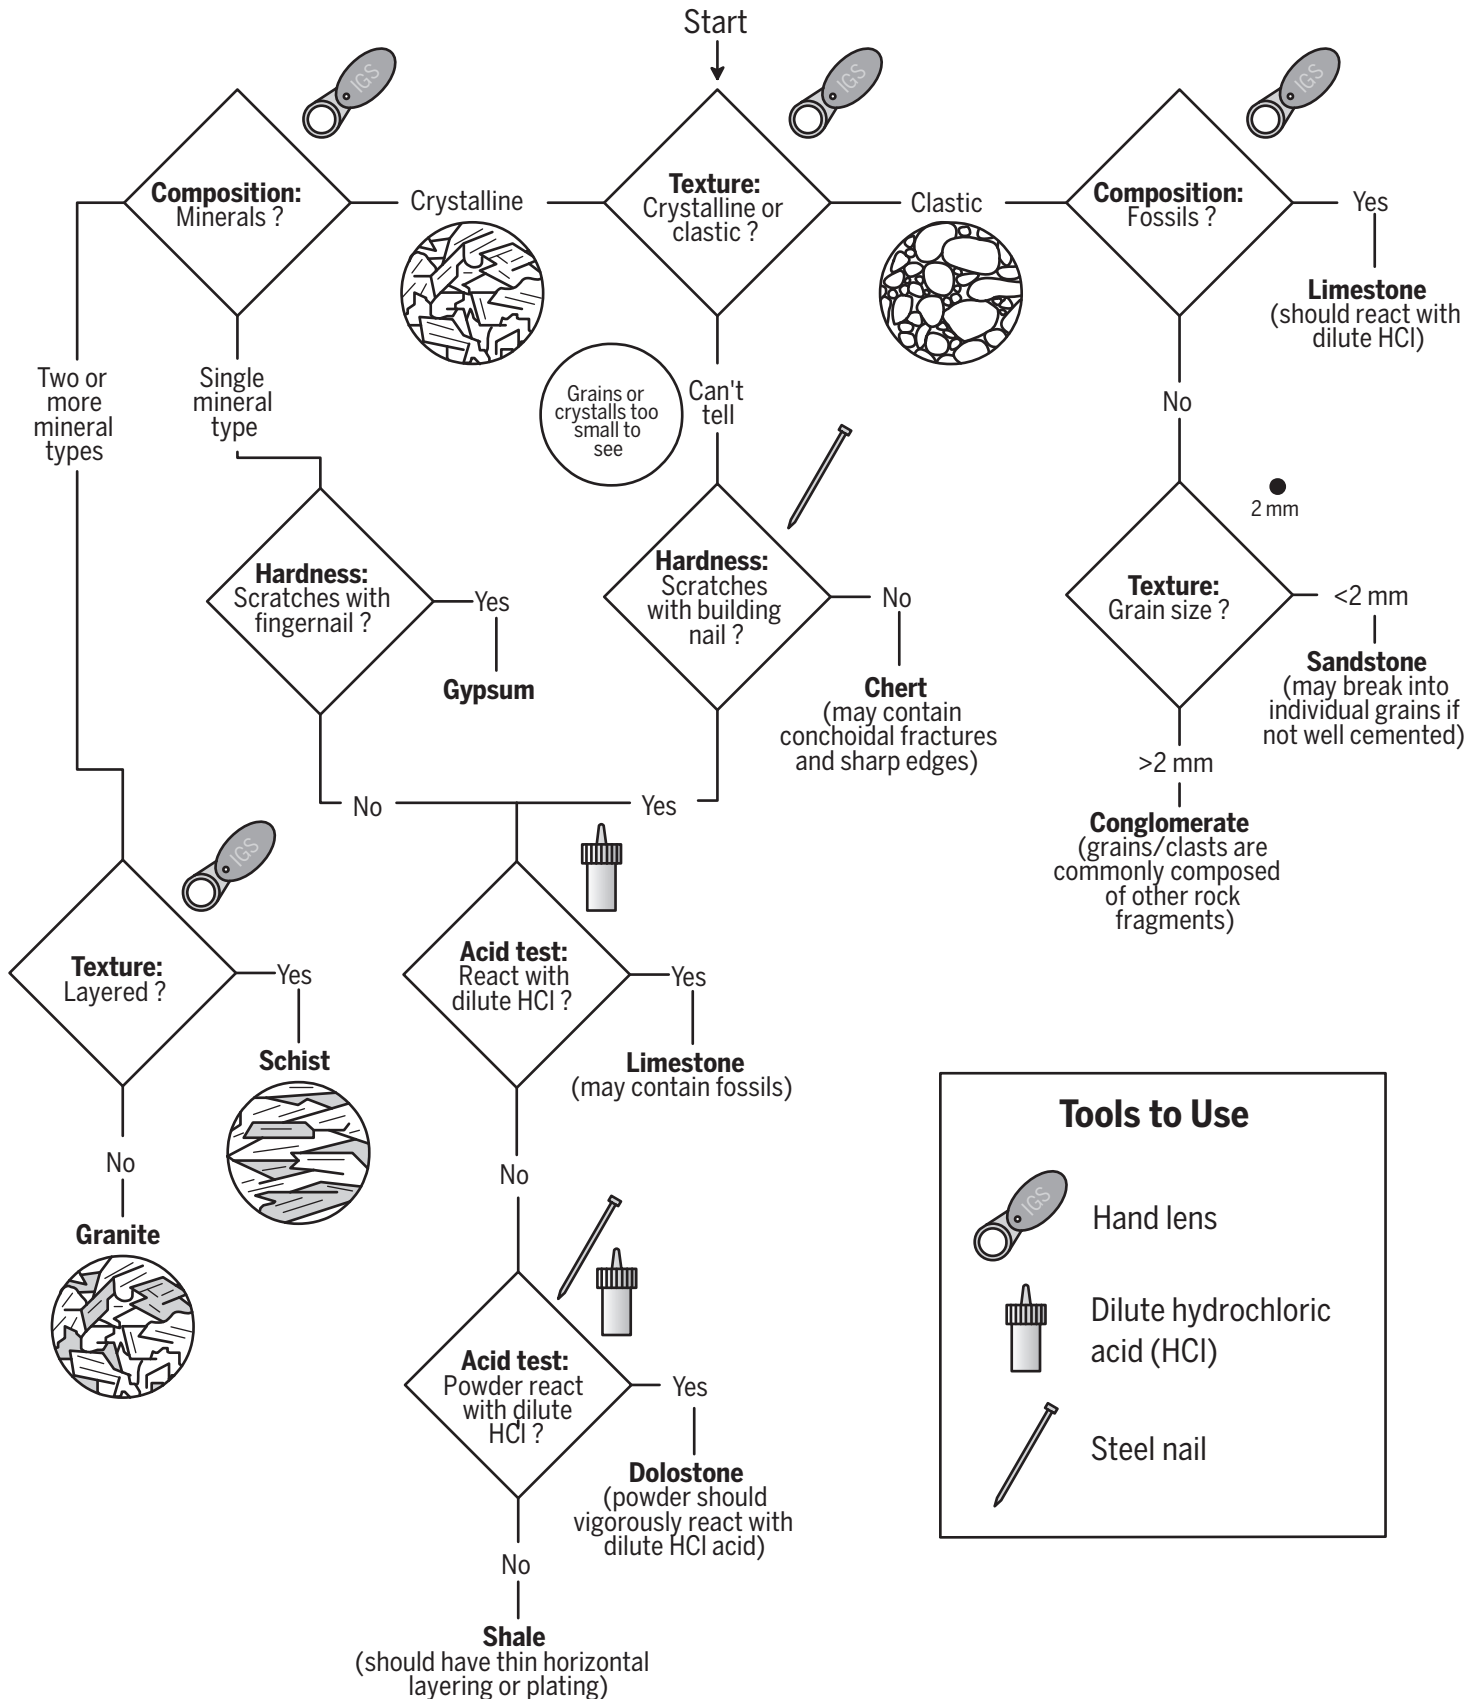 Start
IGS
IGS
IGS
Composition:
Minerals ?
Crystalline
Texture:
Crystalline or
clastic ?
Clastic
Composition:
Fossils ?
Yes
Limestone
(should react with
dilute HCl)
Two or
more
mineral
types
Single
mineral
type
Grains or
crystalls too
small to
see
Can't
tell
No
2 mm
Hardness:
Scratches with
fingernail ?
Yes
Gypsum
Hardness:
Scratches
with building
nail ?
No
Chert
(may contain
conchoidal fractures
and sharp edges)
Texture:
Grain size ?
<2 mm
Sandstone
(may break into
individual grains if
not well cemented)
>2 mm
Conglomerate
(grains/clasts are
commonly composed
of other rock
fragments)
No
Yes
IGS
Texture:
Layered ?
Yes
Schist
No
Granite
Acid test:
React with
dilute HCl ?
Yes
Limestone
(may contain fossils)
No
Acid test:
Powder react
with dilute
HCl ?
Yes
Dolostone
(powder should
vigorously react with
dilute HCl acid)
No
Shale
(should have thin horizontal
layering or plating)
Tools to Use
IGS
Hand lens
Dilute hydrochloric
acid (HCl)
Steel nail